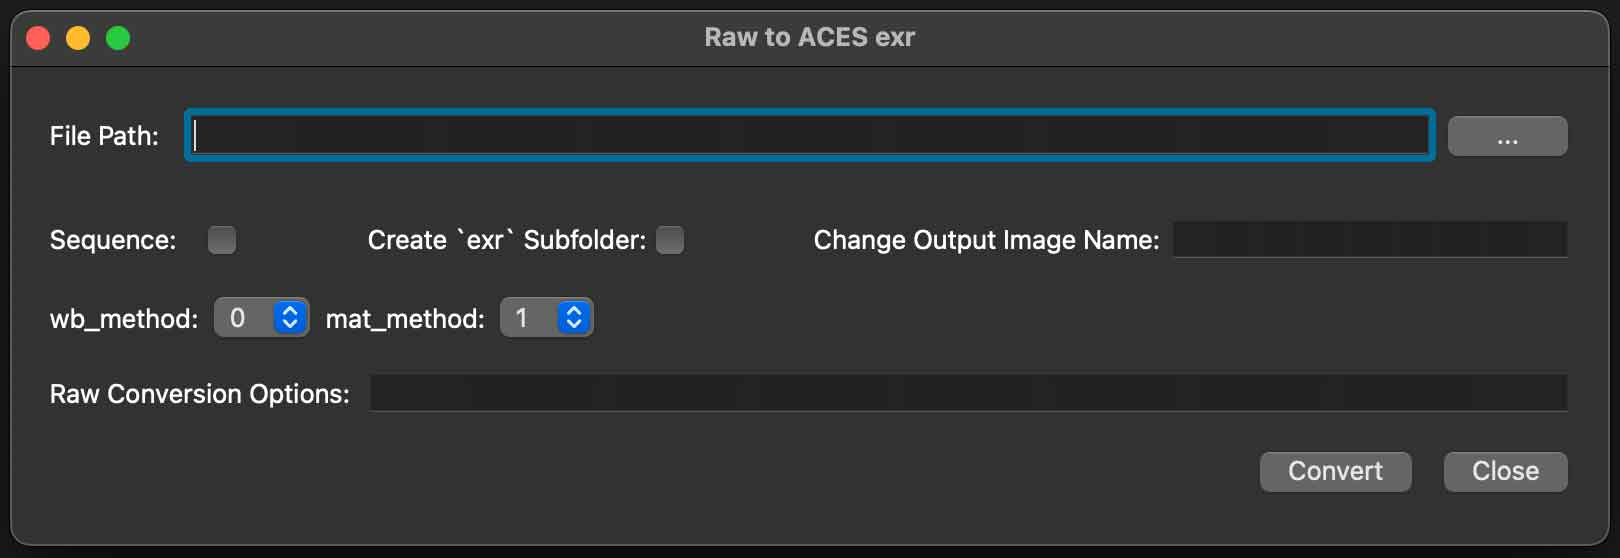 Raw to ACES exr
File Path: ...
Sequence: Create `exr` Subfolder: Change Output Image Name:
wb_method: 0 mat_method: 1
Raw Conversion Options:
Convert Close